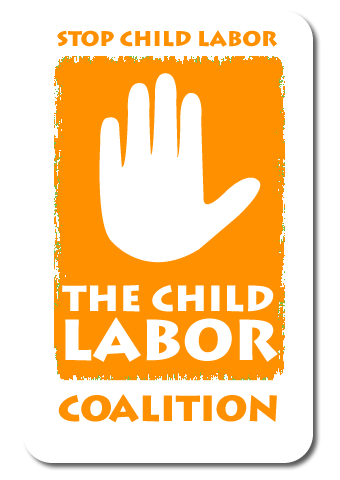 STOP CHILD LABOR
THE CHILD
LABOR
COALITION